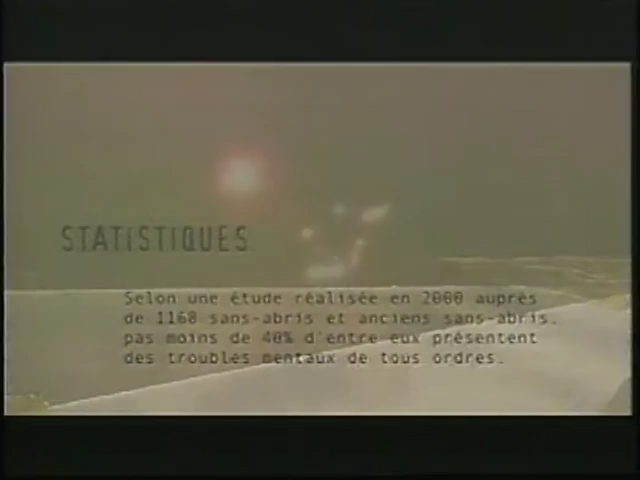 STATISTIQUES
Selon une étude réalisée en 2000 auprès
de 1168 sans-abris et anciens sans-abris,
pas moins de 40% d'entre eux présentent
des troubles mentaux de tous ordres.